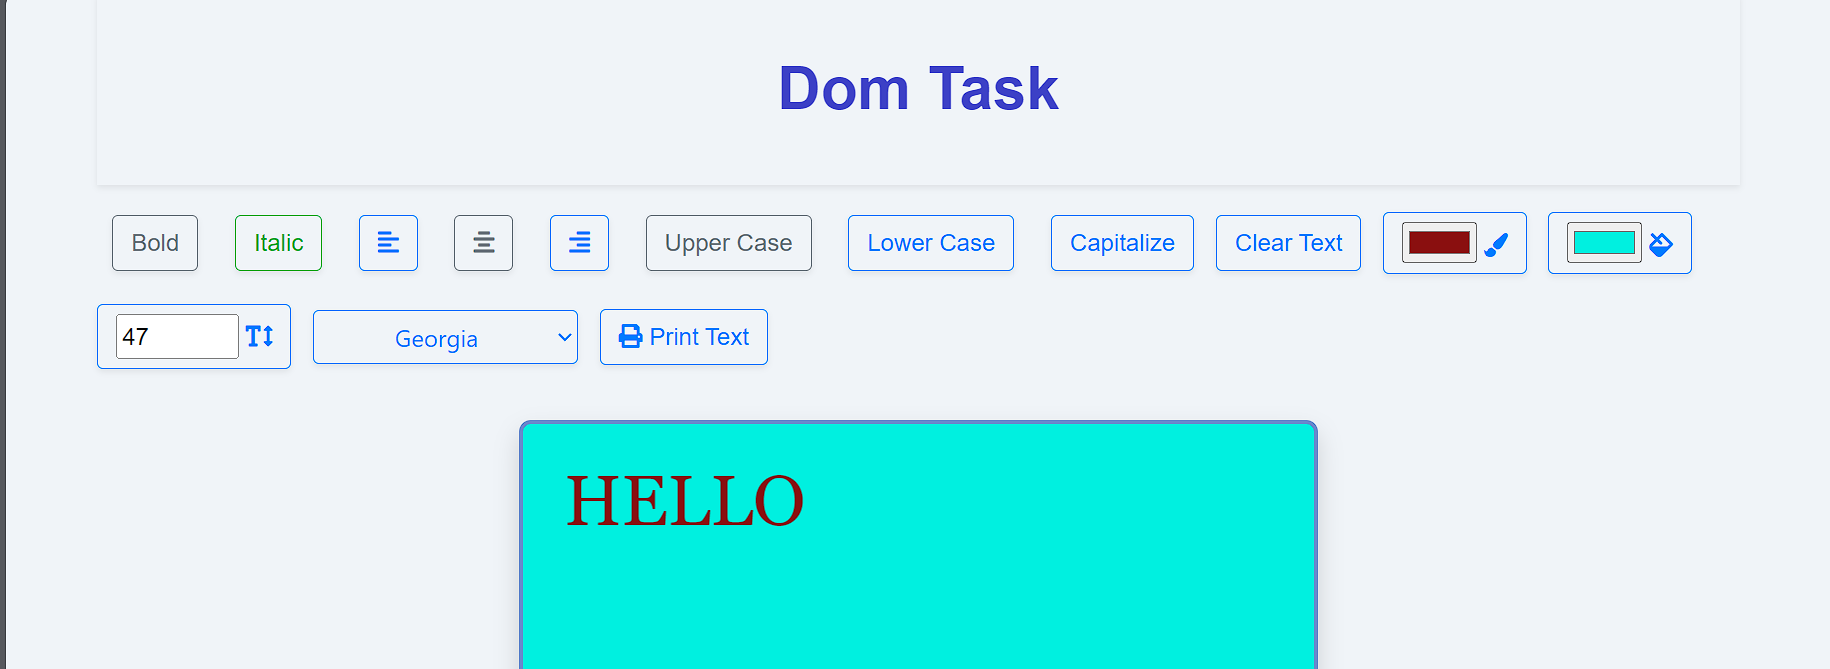 Dom Task
Bold Italic Upper Case Lower Case Capitalize Clear Text
47 Georgia Print Text
HELLO